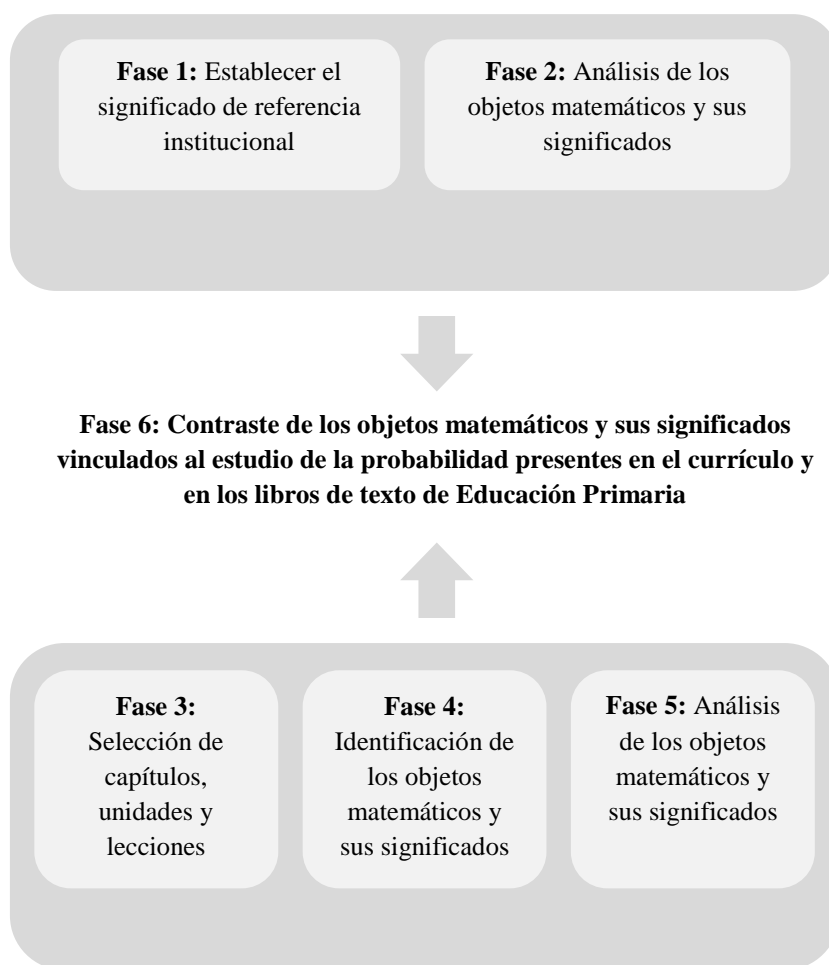 Fase 1: Establecer el
significado de referencia
institucional
Fase 2: Análisis de los
objetos matemáticos y sus
significados
Fase 6: Contraste de los objetos matemáticos y sus significados
vinculados al estudio de la probabilidad presentes en el currículo y
en los libros de texto de Educación Primaria
Fase 3:
Selección de
capítulos,
unidades y
lecciones
Fase 4:
Identificación de
los objetos
matemáticos y
sus significados
Fase 5: Análisis
de los objetos
matemáticos y
sus significados